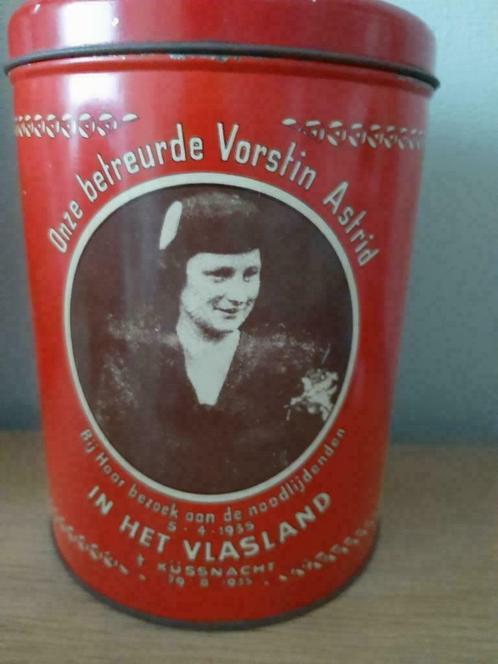 Onze betreurde Vorstin Astrid
Bij Haar bezoek aan de noodlijdenden
5 - 4 - 1935
IN HET VLASLAND
† KÜSSNACHT
29 - 8 - 1935